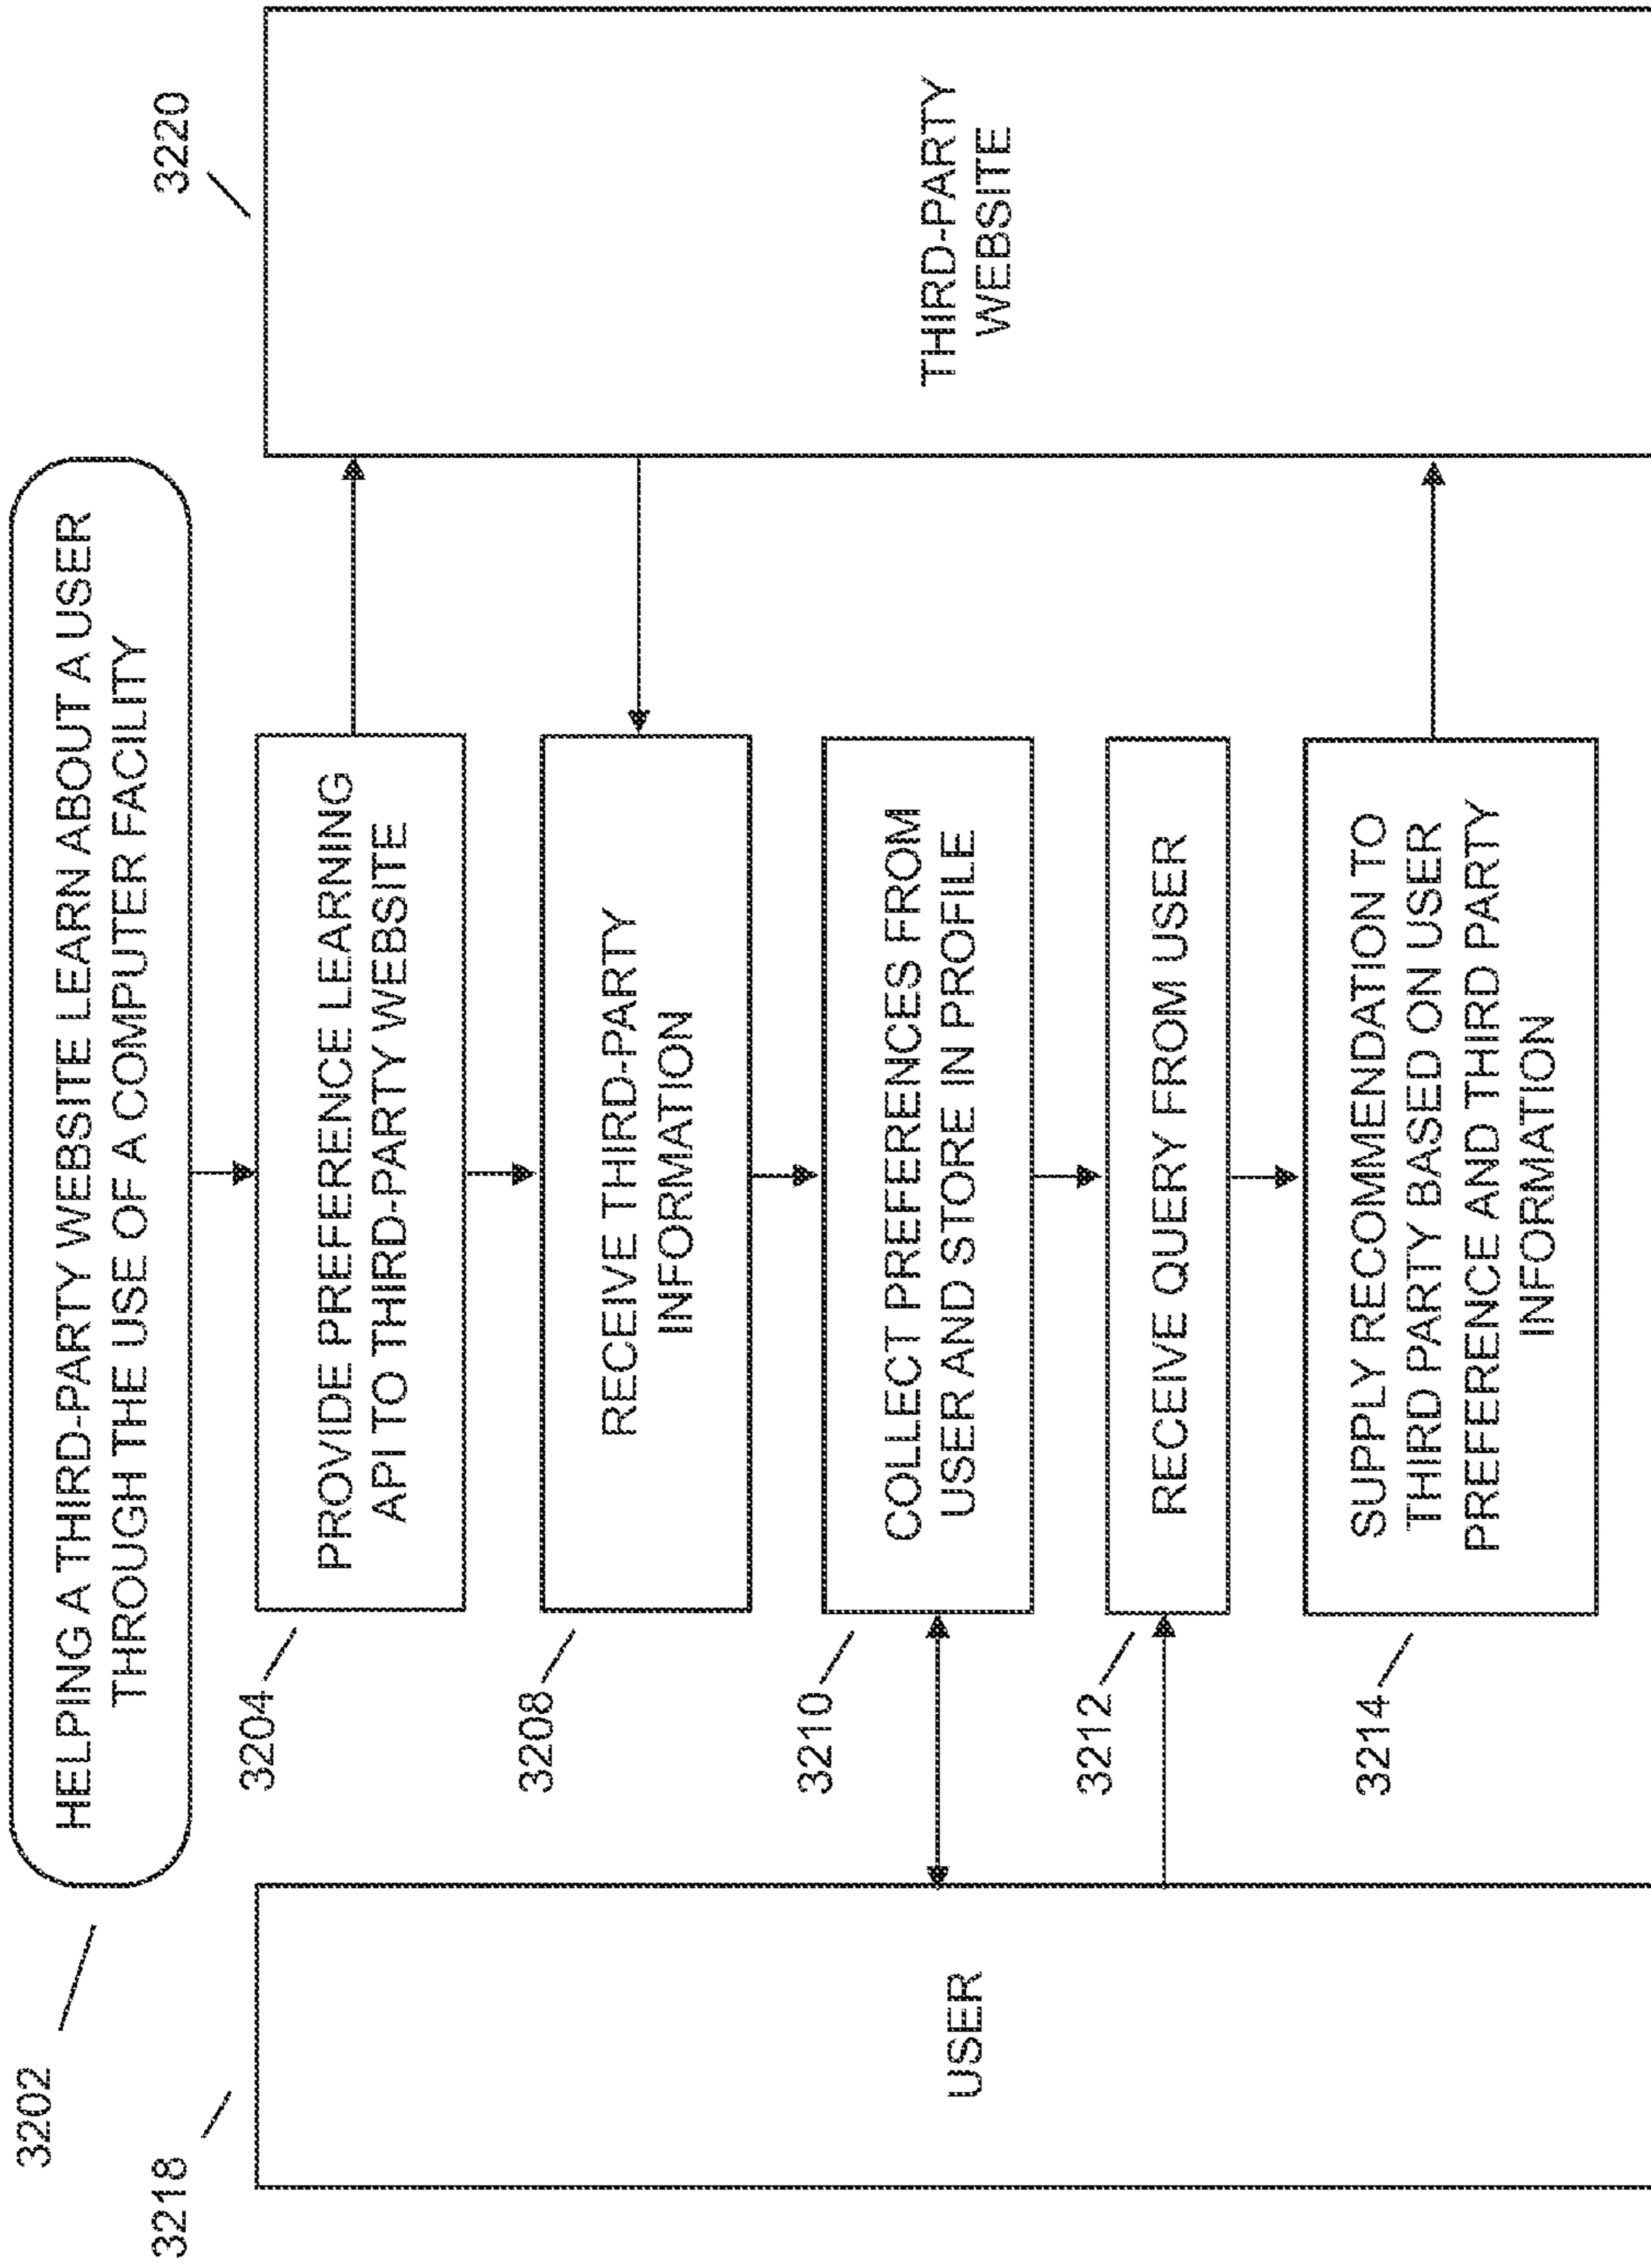 3202
HELPING A THIRD-PARTY WEBSITE LEARN ABOUT A USER
THROUGH THE USE OF A COMPUTER FACILITY
3218
USER
3204
PROVIDE PREFERENCE LEARNING
API TO THIRD-PARTY WEBSITE
3208
RECEIVE THIRD-PARTY
INFORMATION
3210
COLLECT PREFERENCES FROM
USER AND STORE IN PROFILE
3212
RECEIVE QUERY FROM USER
3214
SUPPLY RECOMMENDATION TO
THIRD PARTY BASED ON USER
PREFERENCE AND THIRD PARTY
INFORMATION
3220
THIRD-PARTY
WEBSITE